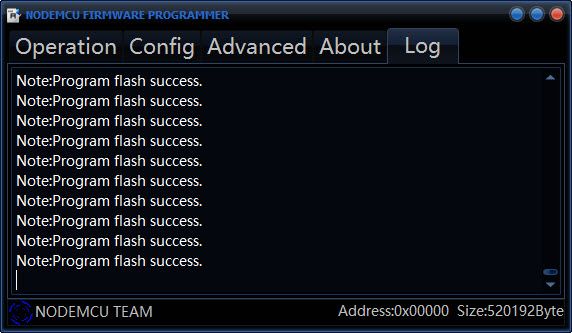 NODEMCU FIRMWARE PROGRAMMER
Operation Config Advanced About Log
Note:Program flash success.
Note:Program flash success.
Note:Program flash success.
Note:Program flash success.
Note:Program flash success.
Note:Program flash success.
Note:Program flash success.
Note:Program flash success.
Note:Program flash success.
Note:Program flash success.
NODEMCU TEAM Address:0x00000 Size:520192Byte